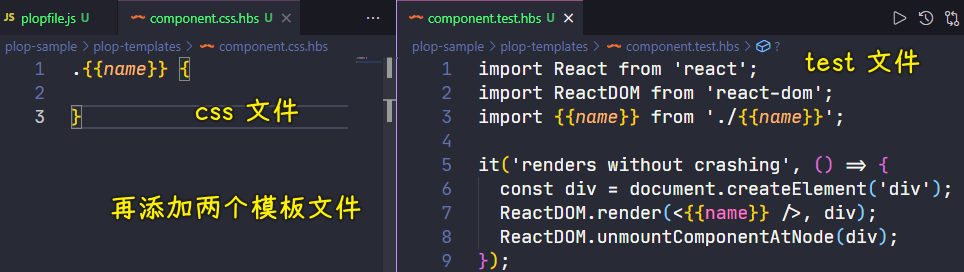 plopfile.js U
component.css.hbs U ×
plop-sample > plop-templates > component.css.hbs
1 .{{name}} {
2
3 }
css 文件
再添加两个模板文件
component.test.hbs U ×
plop-sample > plop-templates > component.test.hbs > ?
test 文件
1 import React from 'react';
2 import ReactDOM from 'react-dom';
3 import {{name}} from './{{name}}';
4
5 it('renders without crashing', () => {
6 const div = document.createElement('div');
7 ReactDOM.render(<{{name}} />, div);
8 ReactDOM.unmountComponentAtNode(div);
9 });